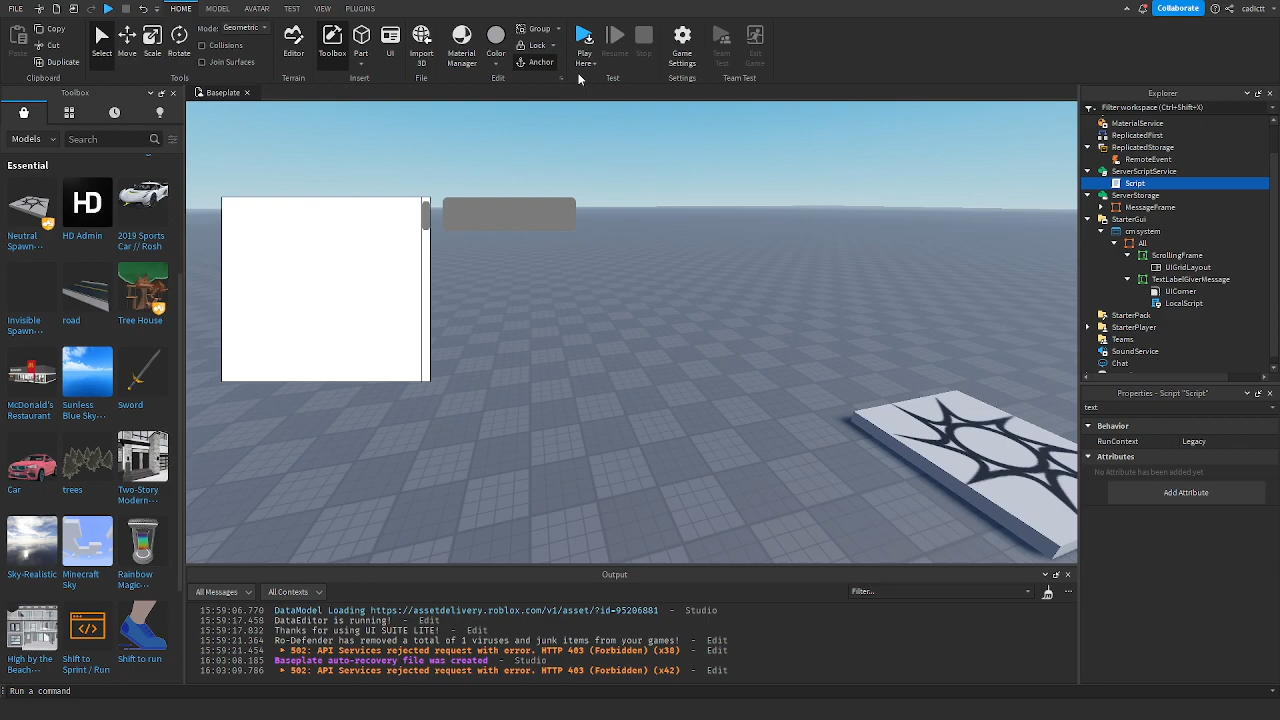 FILE HOME MODEL AVATAR TEST VIEW PLUGINS Collaborate cadictt
Paste Copy Cut Duplicate Select Move Scale Rotate Mode: Geometric Collisions Join Surfaces Editor Toolbox Part UI Import 3D Material Manager Color Group Lock Anchor Play Here Resume Stop Game Settings Team Test Exit Game
Clipboard Tools Terrain Insert File Edit Test Settings Team Test
Toolbox
Models Search
Essential
Neutral Spawn... HD Admin 2019 Sports Car // Rosh
HD
Invisible Spawn... road Tree House
McDonald's Restaurant Sunless Blue Sky... Sword
Car trees Two-Story Modern...
Sky-Realistic Minecraft Sky Rainbow Magic...
High by the Beach... Shift to Sprint / Run Shift to run
Baseplate
Output
All Messages All Contexts Filter...
15:59:06.770 DataModel Loading https://assetdelivery.roblox.com/v1/asset/?id=95206881 - Studio
15:59:17.458 DataEditor is running! - Edit
15:59:17.832 Thanks for using UI SUITE LITE! - Edit
15:59:21.364 Ro-Defender has removed a total of 1 viruses and junk items from your games! - Edit
15:59:21.454 502: API Services rejected request with error. HTTP 403 (Forbidden) (x38) - Edit
16:03:08.185 Baseplate auto-recovery file was created - Studio
16:03:09.786 502: API Services rejected request with error. HTTP 403 (Forbidden) (x42) - Edit
Run a command
Explorer
Filter workspace (Ctrl+Shift+X)
MaterialService
ReplicatedFirst
ReplicatedStorage
RemoteEvent
ServerScriptService
Script
ServerStorage
MessageFrame
StarterGui
cm system
All
ScrollingFrame
UIGridLayout
TextLabelGiverMessage
UICorner
LocalScript
StarterPack
StarterPlayer
Teams
SoundService
Chat
Properties - Script "Script"
text
Behavior
RunContext Legacy
Attributes
No Attribute has been added yet
Add Attribute